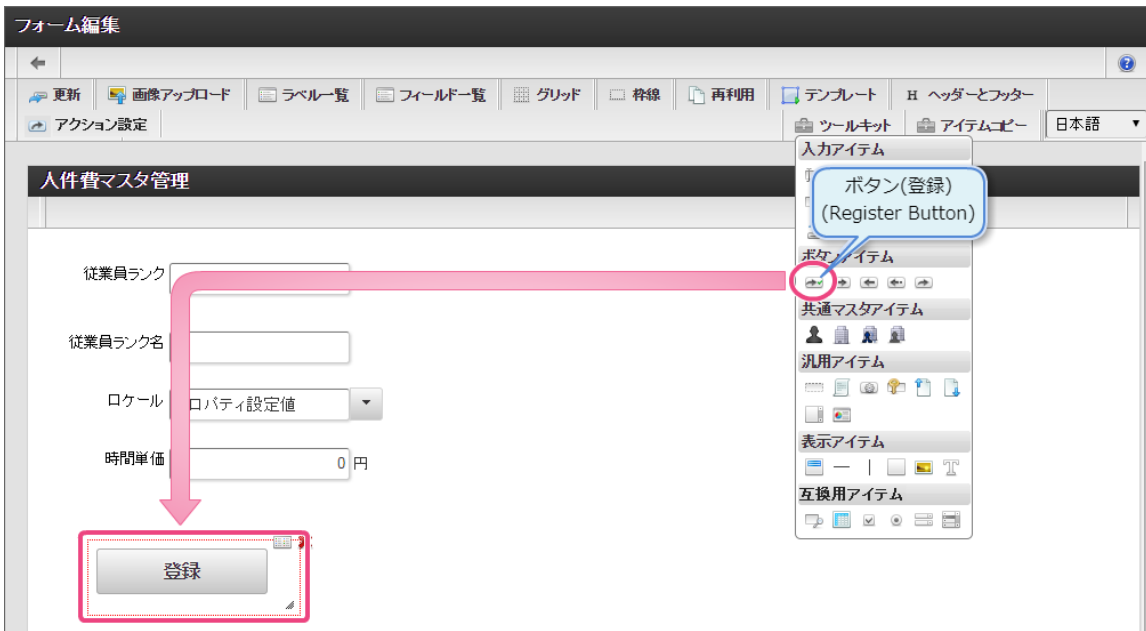 フォーム編集
更新 画像アップロード ラベル一覧 フィールド一覧 グリッド 枠線 再利用 テンプレート H ヘッダーとフッター
アクション設定 ツールキット アイテムコピー 日本語
入力アイテム
人件費マスタ管理
ボタン(登録)
(Register Button)
ボタンアイテム
従業員ランク
共通マスタアイテム
従業員ランク名
汎用アイテム
ロケール ロパティ設定値
表示アイテム
時間単価 0 円
互換用アイテム
登録